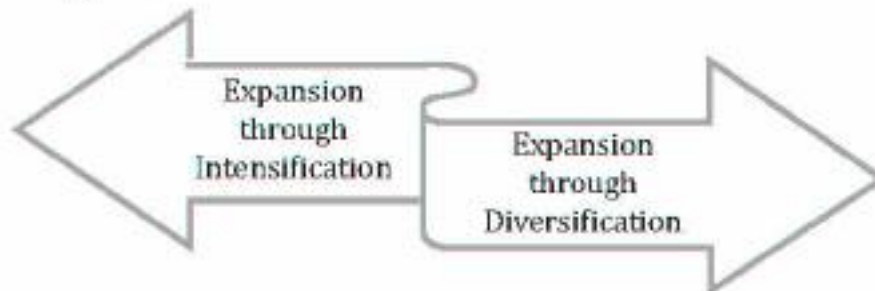 Expansion
through
Intensification
Expansion
through
Diversification